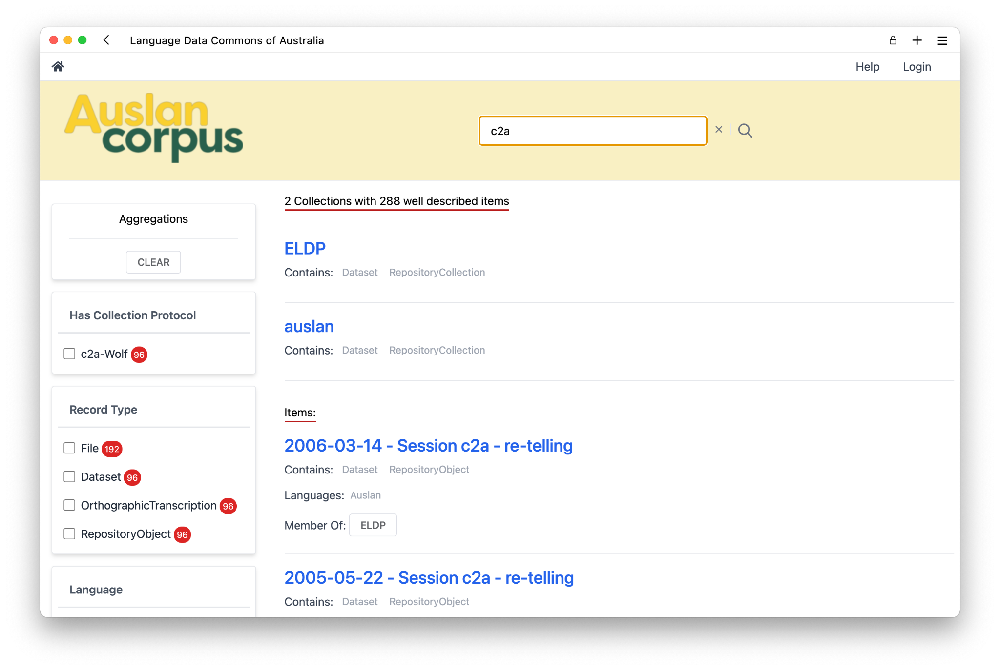 Language Data Commons of Australia
Help Login
Auslan
corpus
c2a
Aggregations
CLEAR
Has Collection Protocol
c2a-Wolf 96
Record Type
File 192
Dataset 96
OrthographicTranscription 96
RepositoryObject 96
Language
2 Collections with 288 well described items
ELDP
Contains: Dataset RepositoryCollection
auslan
Contains: Dataset RepositoryCollection
Items:
2006-03-14 - Session c2a - re-telling
Contains: Dataset RepositoryObject
Languages: Auslan
Member Of: ELDP
2005-05-22 - Session c2a - re-telling
Contains: Dataset RepositoryObject